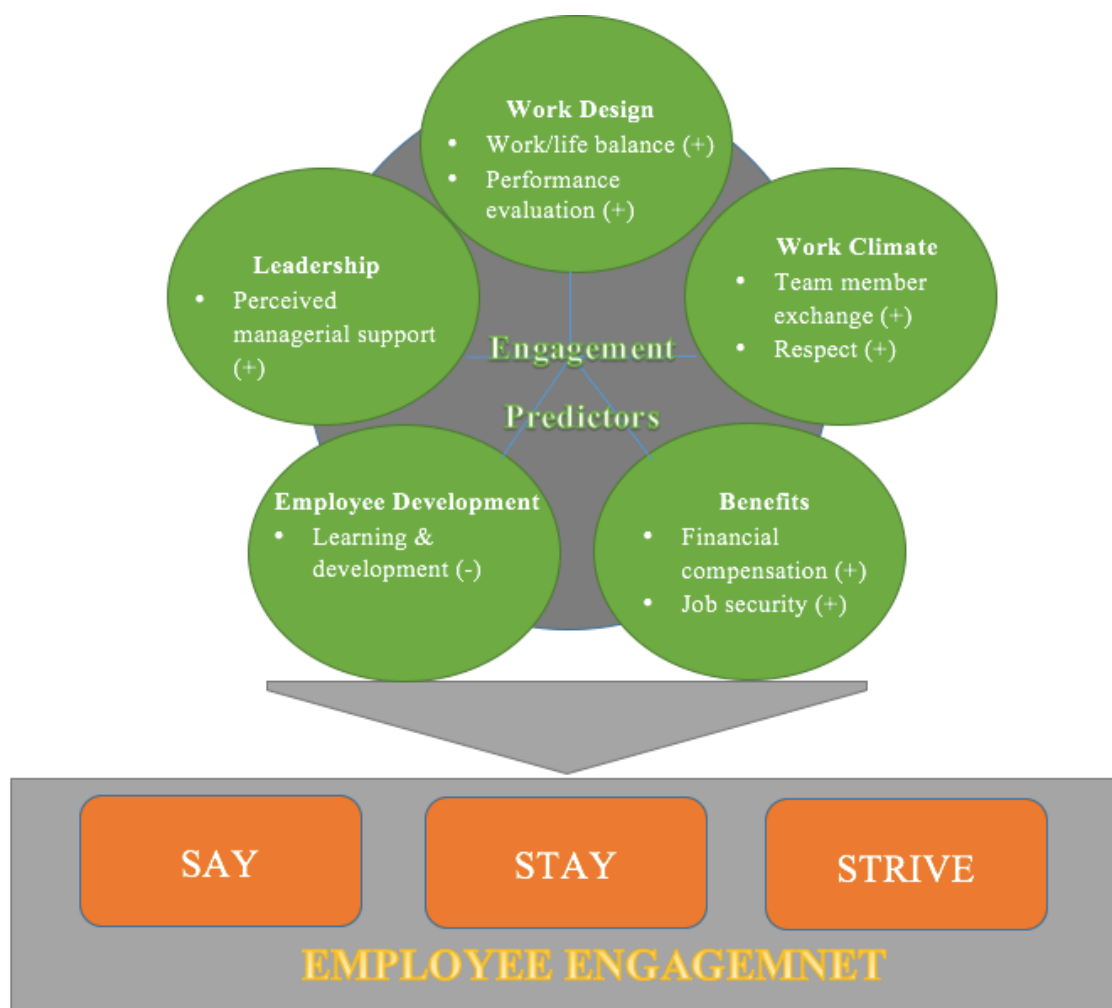 Work Design
• Work/life balance (+)
• Performance
evaluation (+)
Leadership
• Perceived
managerial support
(+)
Work Climate
• Team member
exchange (+)
• Respect (+)
Engagement
Predictors
Employee Development
• Learning &
development (-)
Benefits
• Financial
compensation (+)
• Job security (+)
SAY
STAY
STRIVE
EMPLOYEE ENGAGEMNET